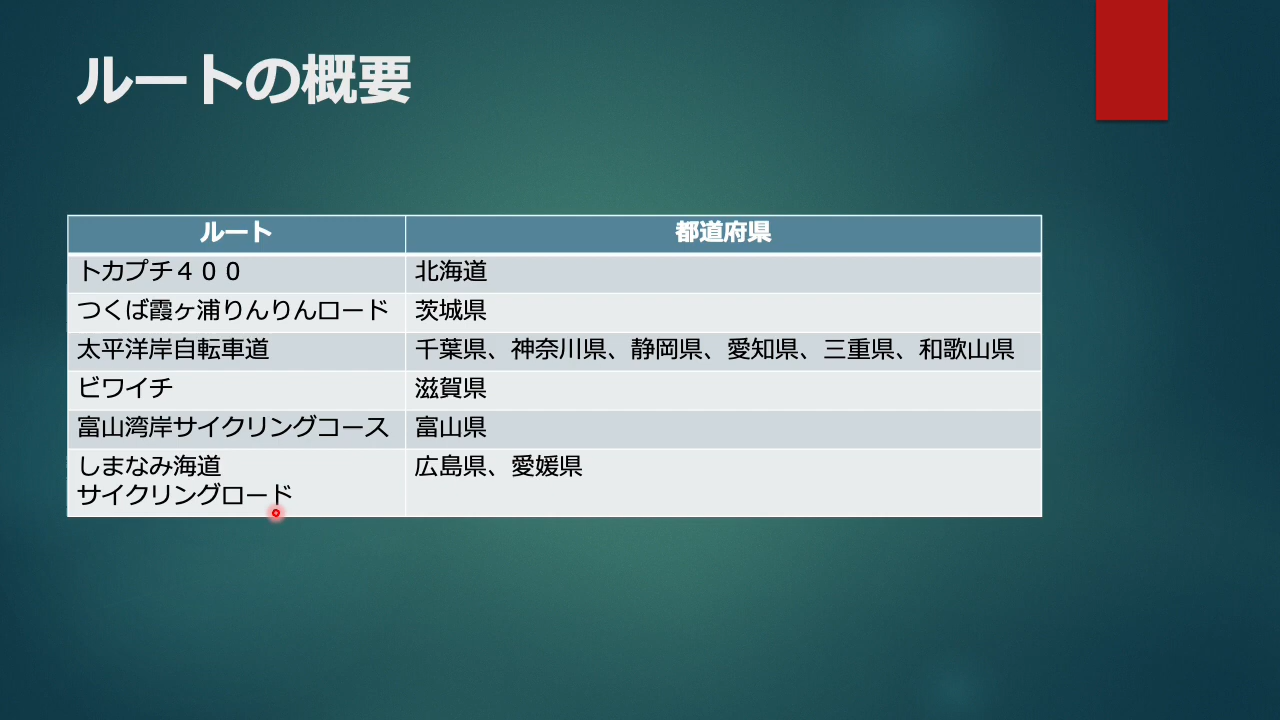 ルートの概要
ルート 都道府県
トカプチ４００ 北海道
つくば霞ヶ浦りんりんロード 茨城県
太平洋岸自転車道 千葉県、神奈川県、静岡県、愛知県、三重県、和歌山県
ビワイチ 滋賀県
富山湾岸サイクリングコース 富山県
しまなみ海道 広島県、愛媛県
サイクリングロード